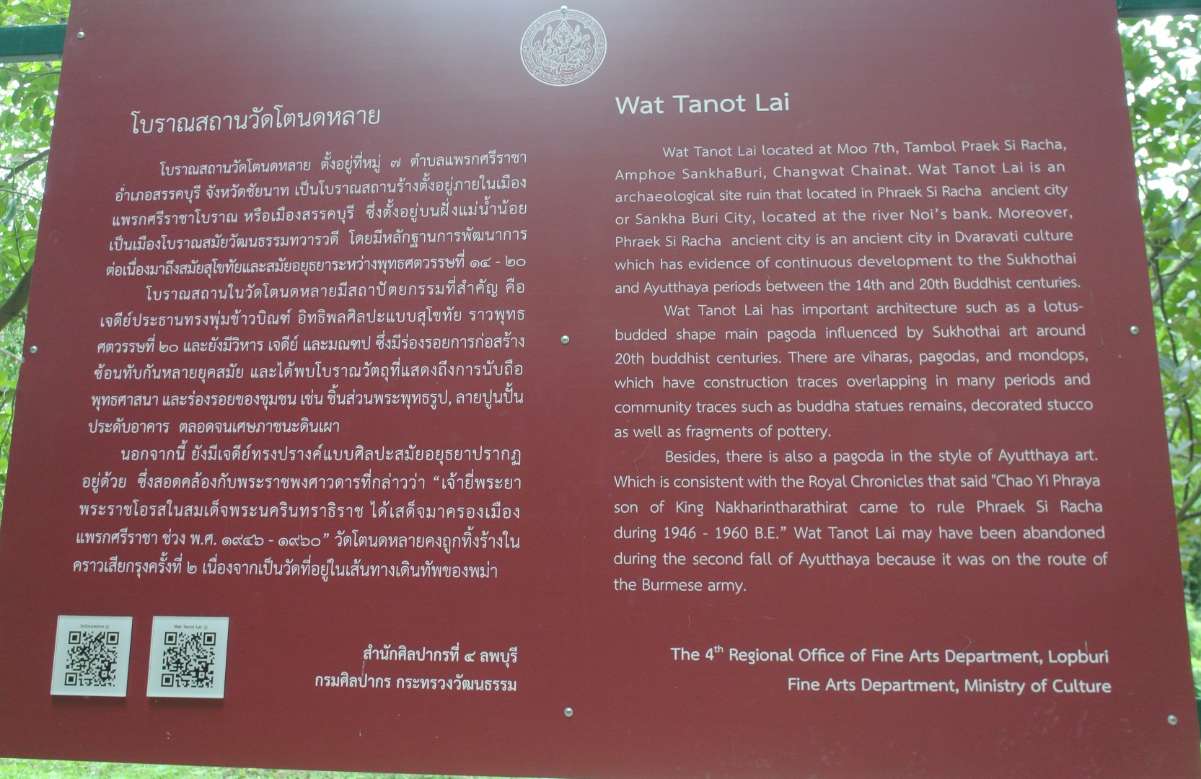 โบราณสถานวัดโตนดหลาย
โบราณสถานวัดโตนดหลาย ตั้งอยู่ที่หมู่ ๗ ตำบลแพรกศรีราชา
อำเภอสรรคบุรี จังหวัดชัยนาท เป็นโบราณสถานร้างตั้งอยู่ภายในเมือง
แพรกศรีราชาโบราณ หรือเมืองสรรคบุรี ซึ่งตั้งอยู่บนฝั่งแม่น้ำน้อย
เป็นเมืองโบราณสมัยวัฒนธรรมทวารวดี โดยมีหลักฐานการพัฒนาการ
ต่อเนื่องมาถึงสมัยสุโขทัยและสมัยอยุธยาระหว่างพุทธศตวรรษที่ ๑๔ - ๒๐
โบราณสถานในวัดโตนดหลายมีสถาปัตยกรรมที่สำคัญ คือ
เจดีย์ประธานทรงพุ่มข้าวบิณฑ์ อิทธิพลศิลปะแบบสุโขทัย ราวพุทธ
ศตวรรษที่ ๒๐ และยังมีวิหาร เจดีย์ และมณฑป ซึ่งมีร่องรอยการก่อสร้าง
ซ้อนทับกันหลายยุคสมัย และได้พบโบราณวัตถุที่แสดงถึงการนับถือ
พุทธศาสนา และร่องรอยของชุมชน เช่น ชิ้นส่วนพระพุทธรูป, ลายปูนปั้น
ประดับอาคาร ตลอดจนเศษภาชนะดินเผา
นอกจากนี้ ยังมีเจดีย์ทรงปรางค์แบบศิลปะสมัยอยุธยาปรากฏ
อยู่ด้วย ซึ่งสอดคล้องกับพระราชพงศาวดารที่กล่าวว่า “เจ้ายี่พระยา
พระราชโอรสในสมเด็จพระนครินทราธิราช ได้เสด็จมาครองเมือง
แพรกศรีราชา ช่วง พ.ศ. ๑๙๔๖ - ๑๙๖๐” วัดโตนดหลายคงถูกทิ้งร้างใน
คราวเสียกรุงครั้งที่ ๒ เนื่องจากเป็นวัดที่อยู่ในเส้นทางเดินทัพของพม่า
สำนักศิลปากรที่ ๔ ลพบุรี
กรมศิลปากร กระทรวงวัฒนธรรม
Wat Tanot Lai
Wat Tanot Lai located at Moo 7th, Tambol Praek Si Racha,
Amphoe SankhaBuri, Changwat Chainat. Wat Tanot Lai is an
archaeological site ruin that located in Phraek Si Racha ancient city
or Sankha Buri City, located at the river Noi's bank. Moreover,
Phraek Si Racha ancient city is an ancient city in Dvaravati culture
which has evidence of continuous development to the Sukhothai
and Ayutthaya periods between the 14th and 20th Buddhist centuries.
Wat Tanot Lai has important architecture such as a lotus-
budded shape main pagoda influenced by Sukhothai art around
20th buddhist centuries. There are viharas, pagodas, and mondops,
which have construction traces overlapping in many periods and
community traces such as buddha statues remains, decorated stucco
as well as fragments of pottery.
Besides, there is also a pagoda in the style of Ayutthaya art.
Which is consistent with the Royal Chronicles that said "Chao Yi Phraya
son of King Nakharintharathirat came to rule Phraek Si Racha
during 1946 - 1960 B.E.” Wat Tanot Lai may have been abandoned
during the second fall of Ayutthaya because it was on the route of
the Burmese army.
The 4th Regional Office of Fine Arts Department, Lopburi
Fine Arts Department, Ministry of Culture
Wat Tanot Lai